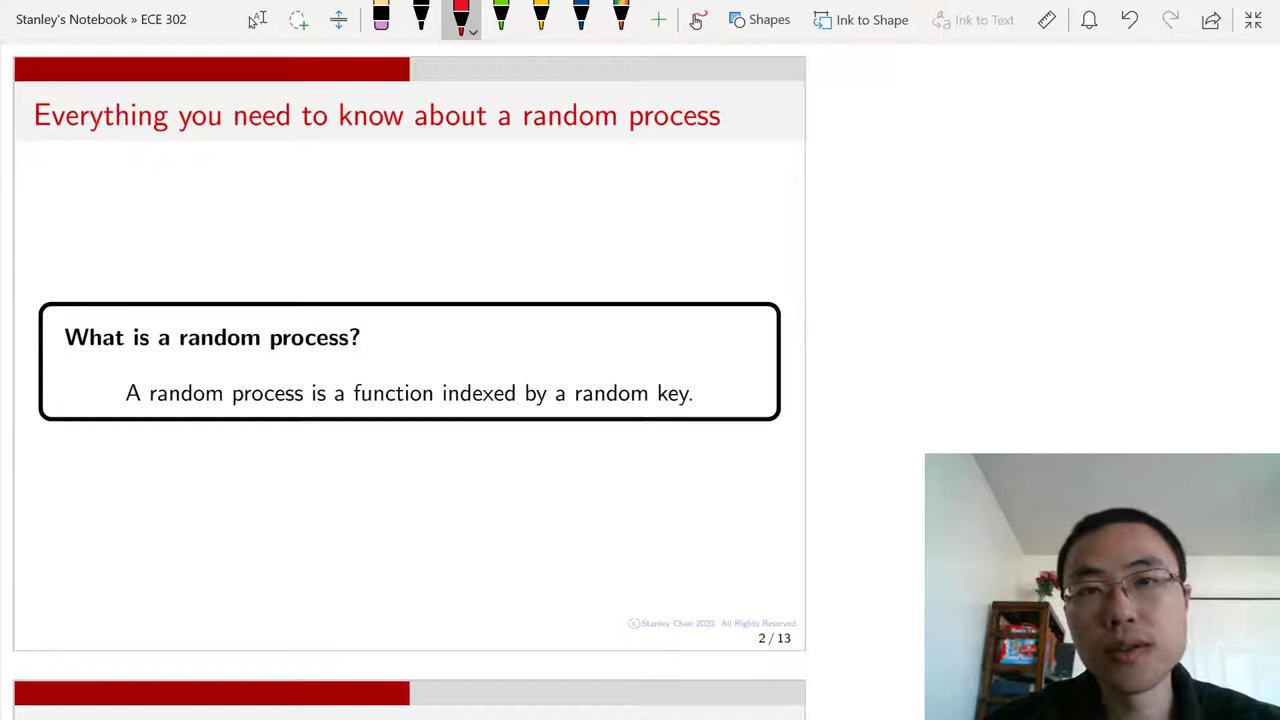 Stanley's Notebook » ECE 302
Shapes
Ink to Shape
Ink to Text
Everything you need to know about a random process
What is a random process?
A random process is a function indexed by a random key.
©Stanley Chan 2020. All Rights Reserved
2 / 13